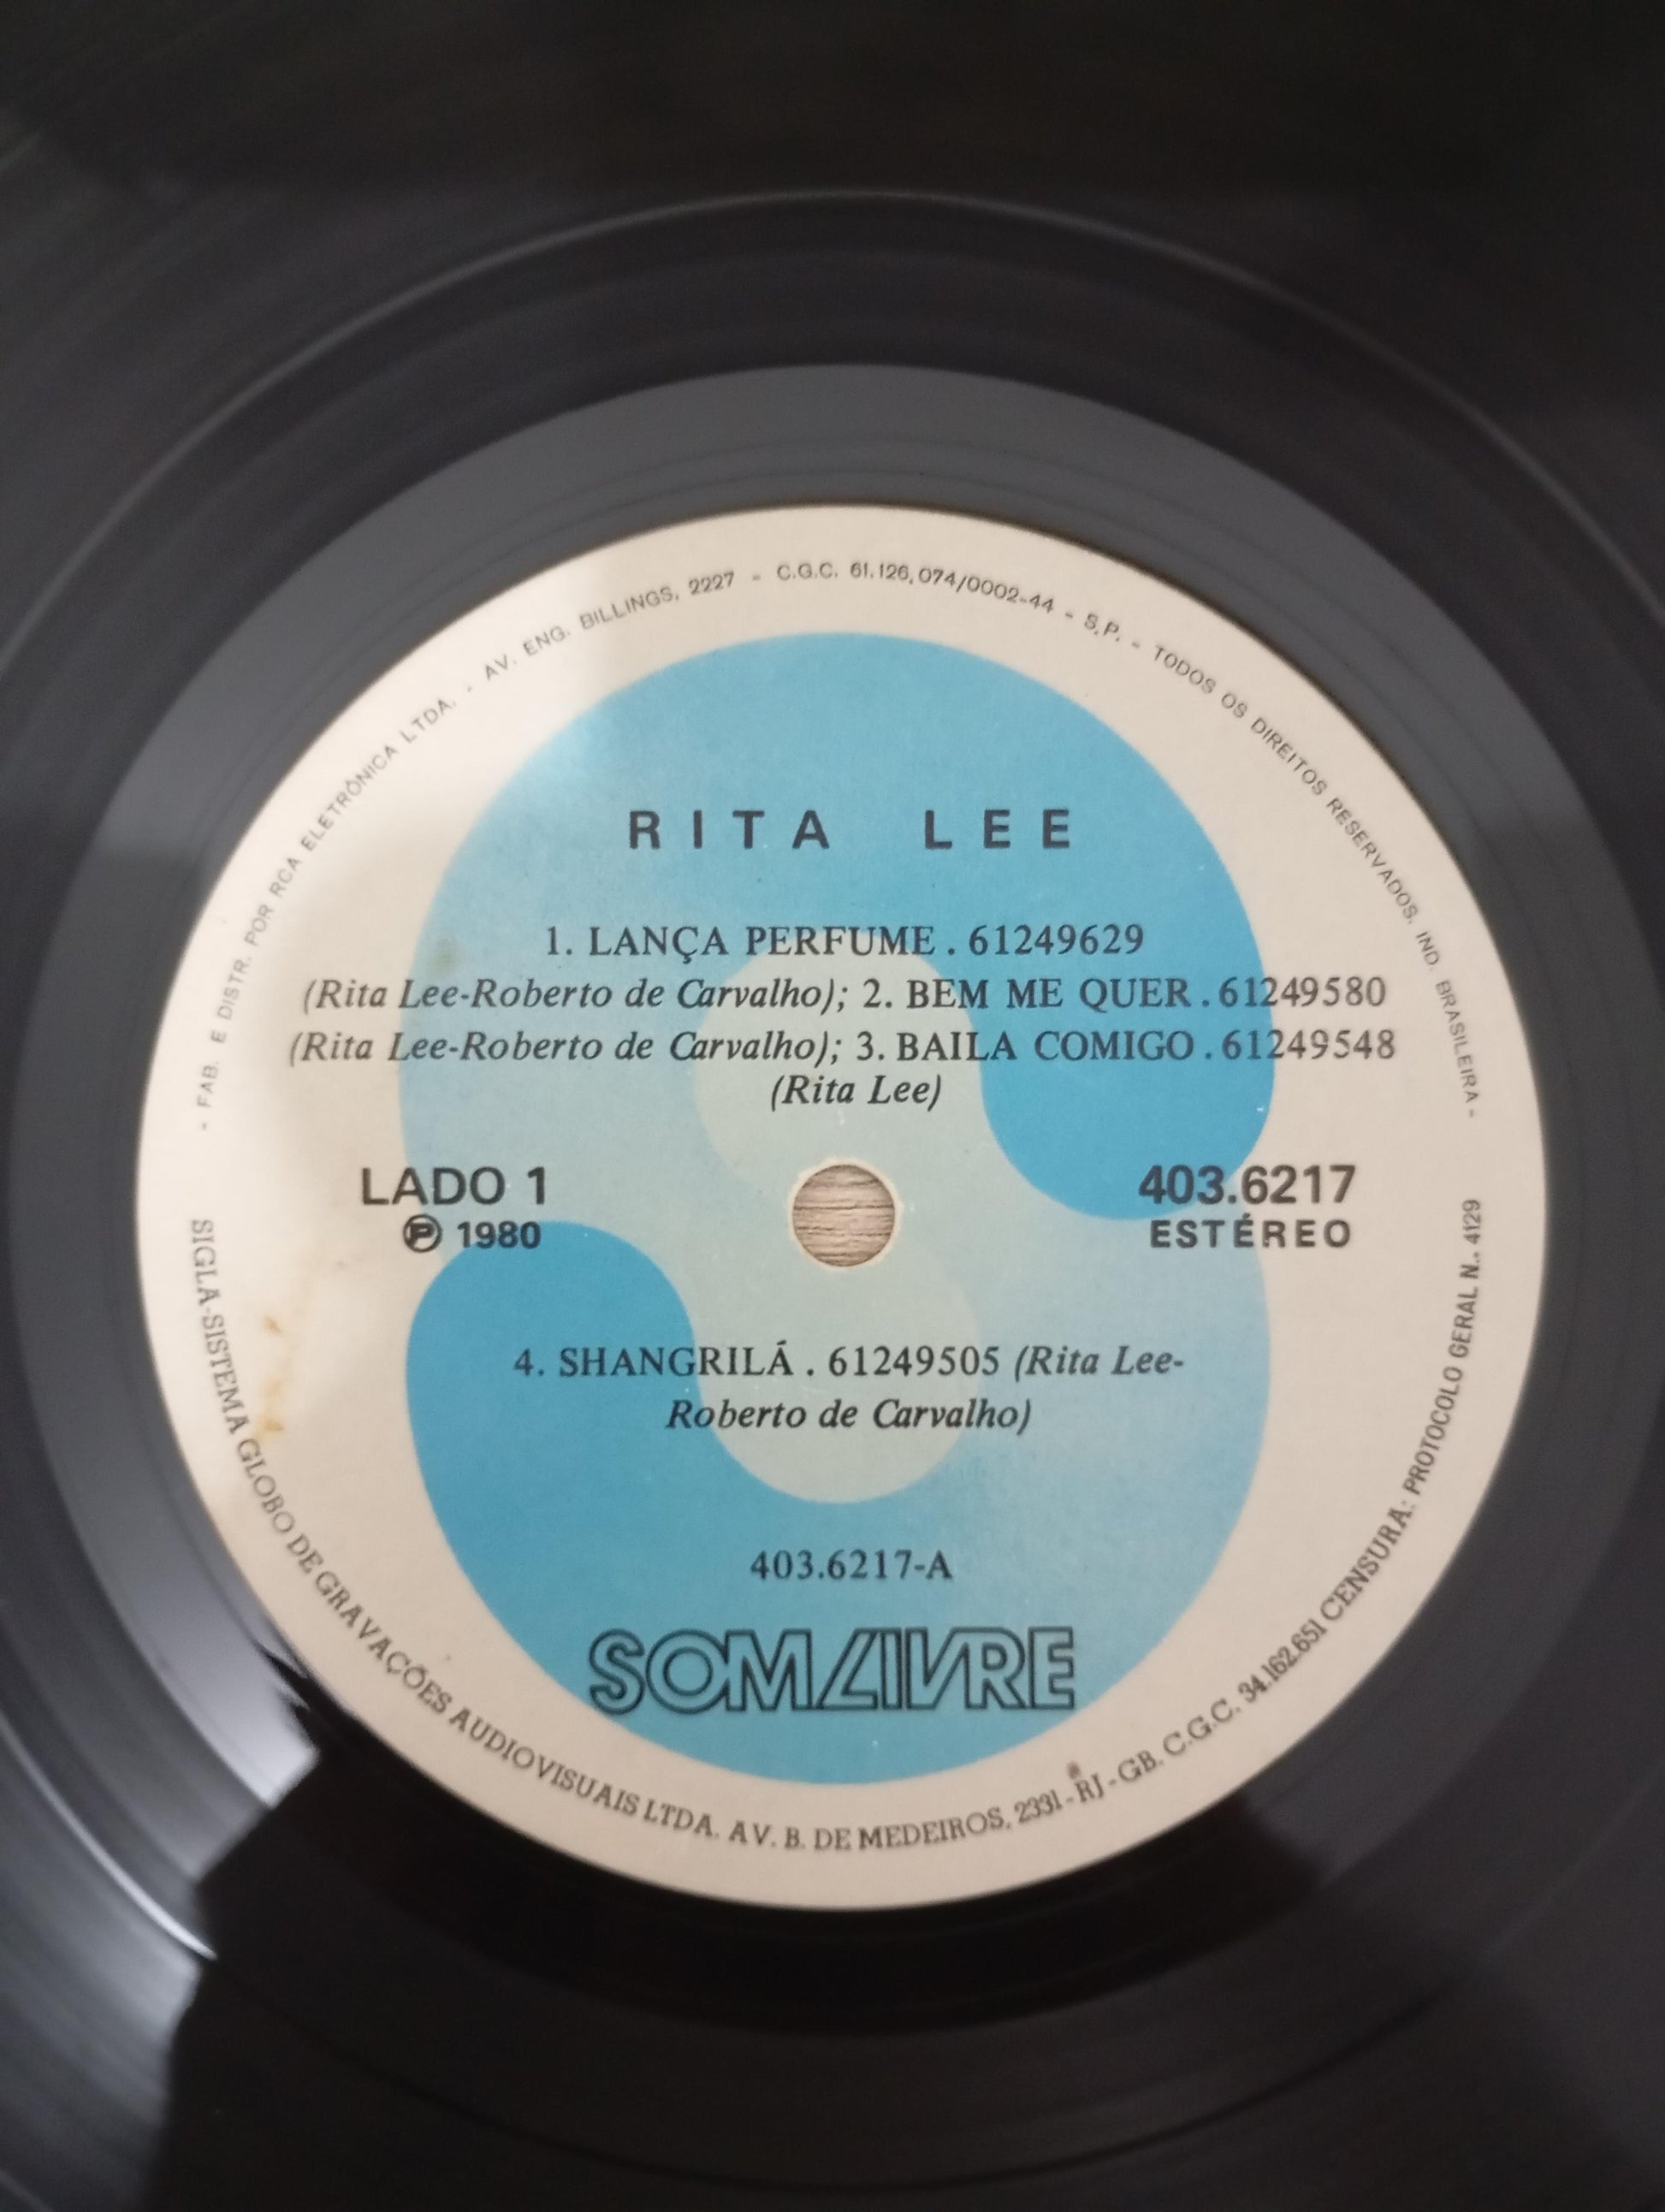 - FAB. E DISTR. POR RCA ELETRÔNICA LTDA. - AV. ENG. BILLINGS, 2227 - C.G.C. 61.126.074/0002-44 - S.P. - TODOS OS DIREITOS RESERVADOS. IND. BRASILEIRA -
RITA LEE
1. LANÇA PERFUME . 61249629
(Rita Lee-Roberto de Carvalho); 2. BEM ME QUER . 61249580
(Rita Lee-Roberto de Carvalho); 3. BAILA COMIGO . 61249548
(Rita Lee)
LADO 1
℗ 1980
403.6217
ESTÉREO
4. SHANGRILÁ . 61249505 (Rita Lee-
Roberto de Carvalho)
403.6217-A
SOM LIVRE
SIGLA-SISTEMA GLOBO DE GRAVAÇÕES AUDIOVISUAIS LTDA. AV. B. DE MEDEIROS, 2331 - RJ - GB. C.G.C. 34.162.651 CENSURA: PROTOCOLO GERAL N.. 4129